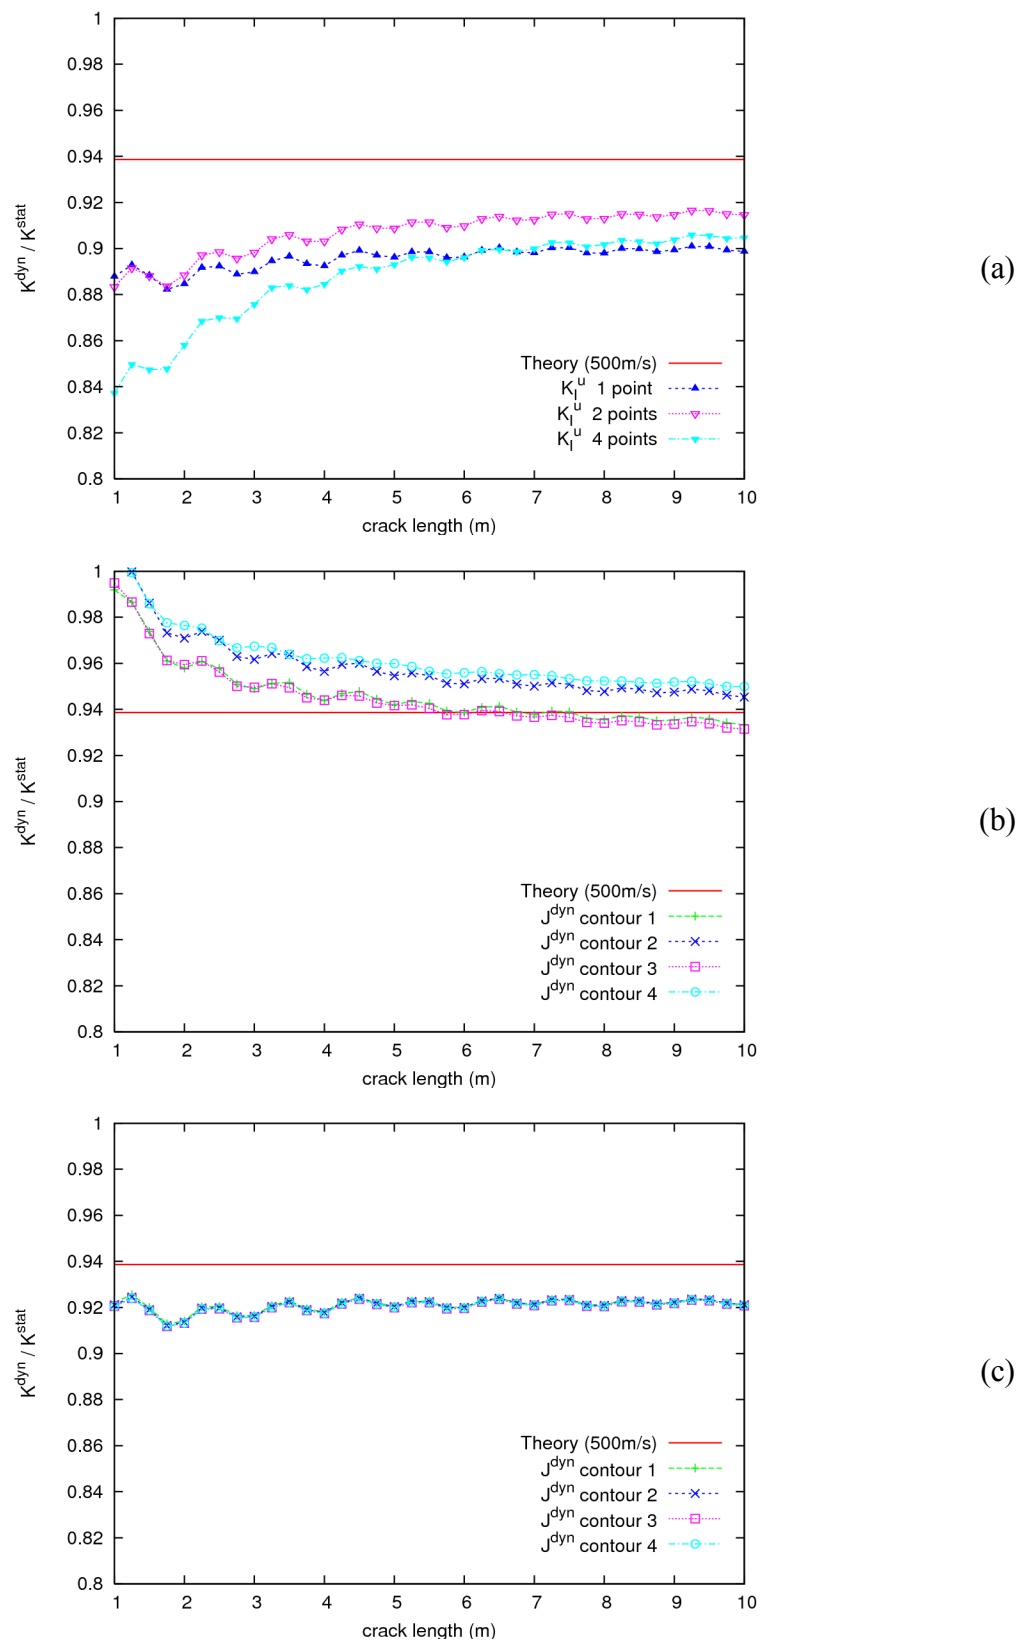 1
0.98
0.96
0.94
0.92
0.9
0.88
0.86
0.84
0.82
0.8
K^dyn / K^stat
Theory (500m/s)
K_I^u 1 point
K_I^u 2 points
K_I^u 4 points
1 2 3 4 5 6 7 8 9 10
crack length (m)
(a)
1
0.98
0.96
0.94
0.92
0.9
0.88
0.86
0.84
0.82
0.8
K^dyn / K^stat
Theory (500m/s)
J^dyn contour 1
J^dyn contour 2
J^dyn contour 3
J^dyn contour 4
1 2 3 4 5 6 7 8 9 10
crack length (m)
(b)
1
0.98
0.96
0.94
0.92
0.9
0.88
0.86
0.84
0.82
0.8
K^dyn / K^stat
Theory (500m/s)
J^dyn contour 1
J^dyn contour 2
J^dyn contour 3
J^dyn contour 4
1 2 3 4 5 6 7 8 9 10
crack length (m)
(c)